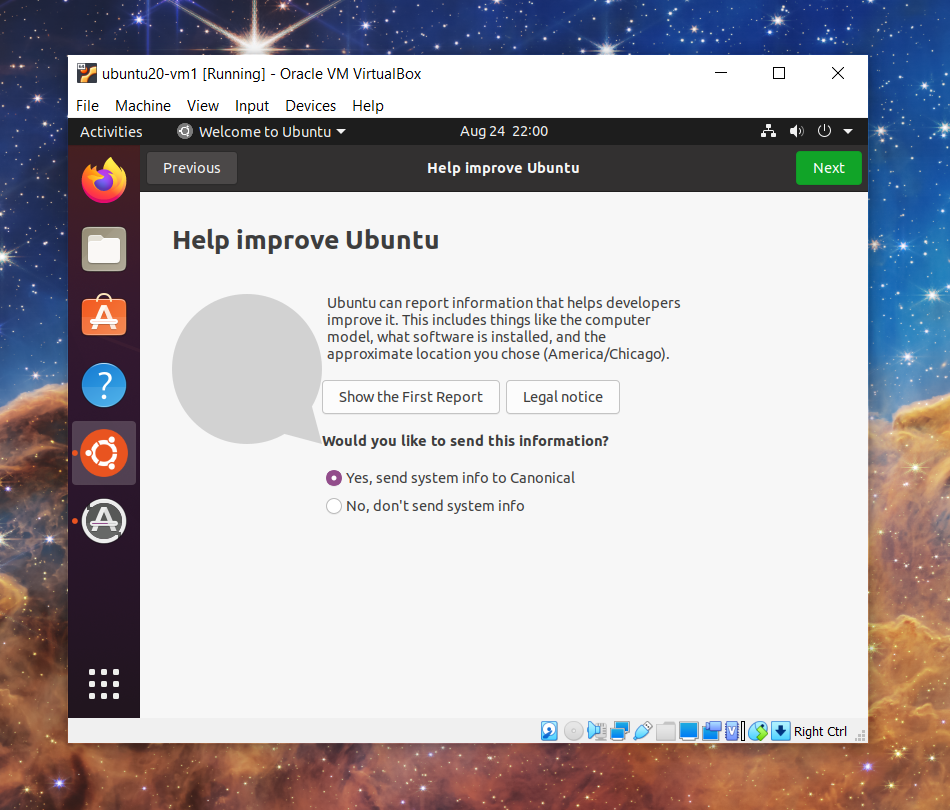 ubuntu20-vm1 [Running] - Oracle VM VirtualBox
File Machine View Input Devices Help
Activities Welcome to Ubuntu Aug 24 22:00
Previous Help improve Ubuntu Next
Help improve Ubuntu
Ubuntu can report information that helps developers
improve it. This includes things like the computer
model, what software is installed, and the
approximate location you chose (America/Chicago).
Show the First Report Legal notice
Would you like to send this information?
Yes, send system info to Canonical
No, don't send system info
Right Ctrl